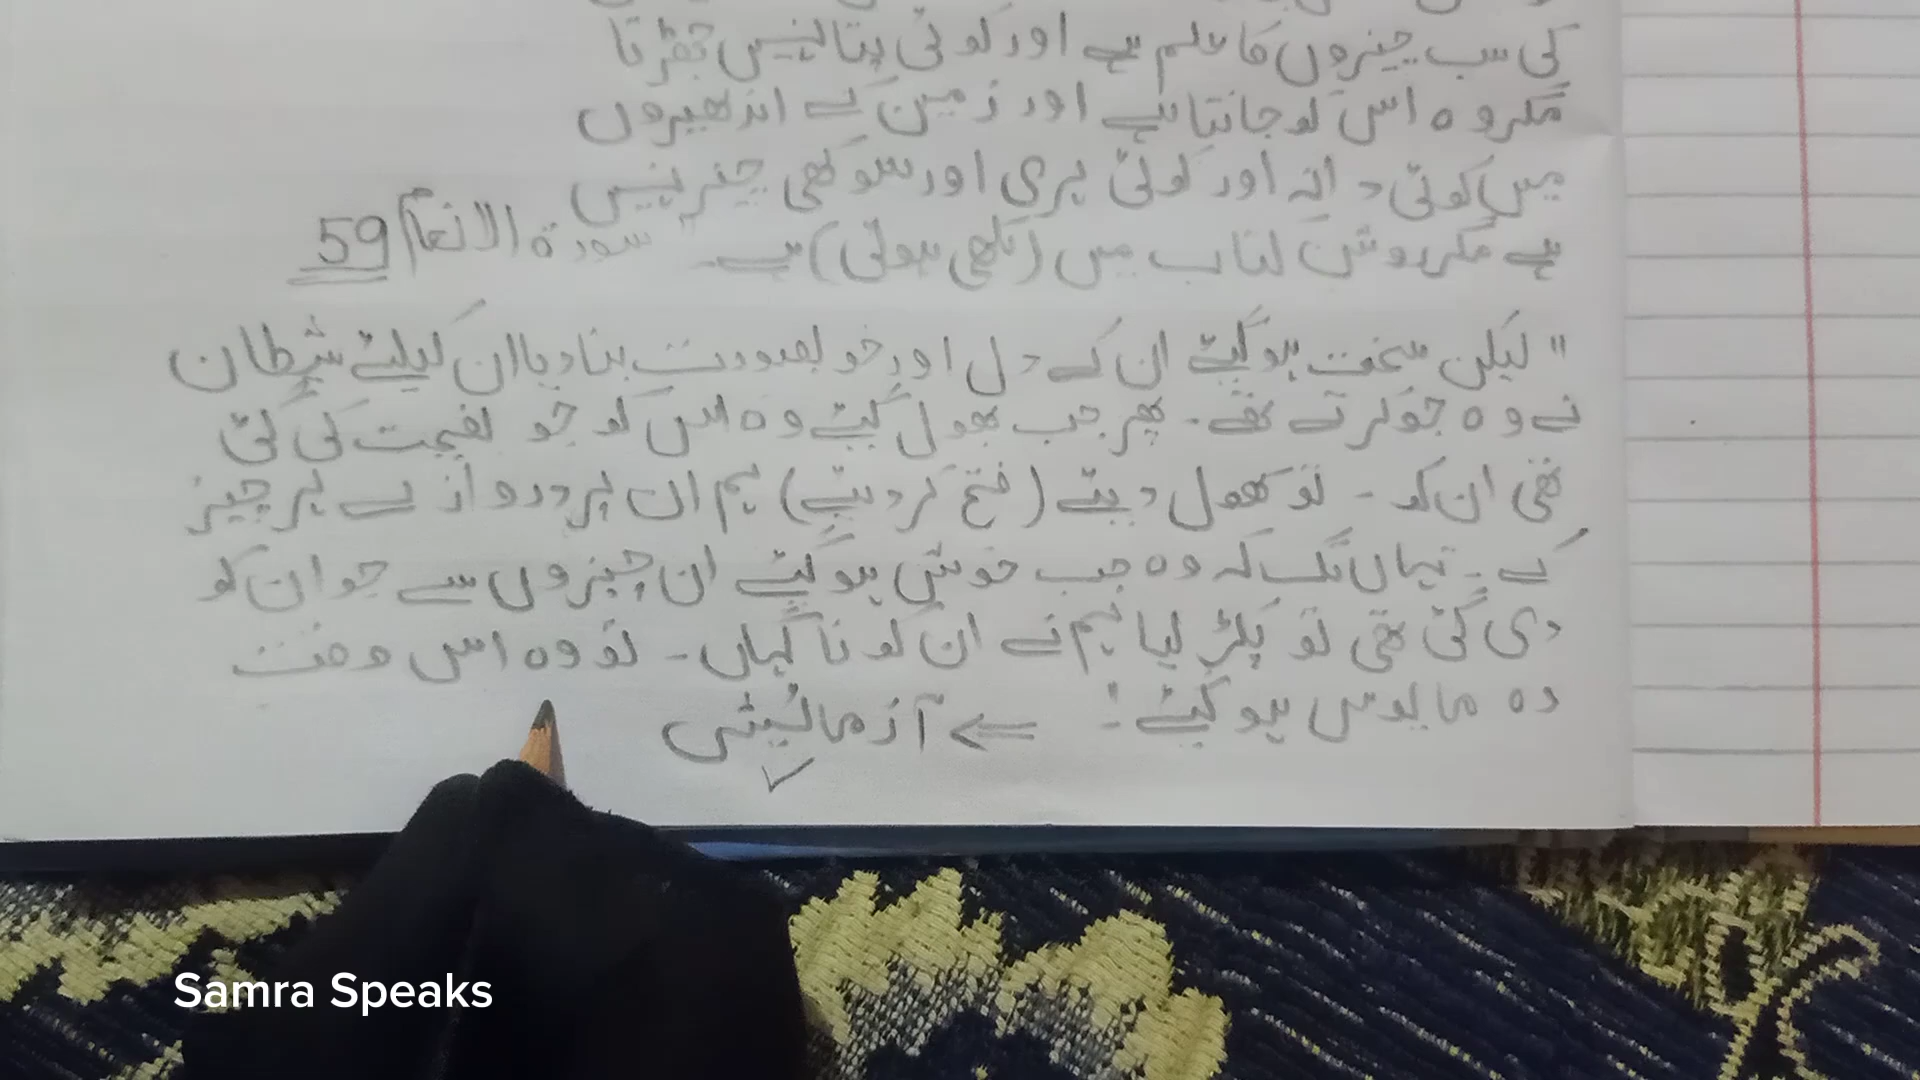 کی سب چیزوں کا علم ہے اور کوئی پتا نہیں جھڑتا
مگر وہ اس کو جانتا ہے اور زمین کے اندھیروں
میں کوئی دانہ اور کوئی ہری اور سوکھی چیز نہیں
ہے مگر روشن کتاب میں (لکھی ہوئی) ہے۔" سورۃ الانعام 59
"لیکن سخت ہوگئے ان کے دل اور خوبصورت بنا دیا ان کیلئے شیطان
نے وہ جو کرتے تھے۔ پھر جب بھول گئے وہ اس کو جو نصیحت کی گئی
تھی ان کو۔ تو کھول دیئے (فتح کر دیئے) ہم ان پر دروازے ہر چیز
کے۔ یہاں تک کہ وہ جب خوش ہوگئے ان چیزوں سے جو ان کو
دی گئی تھی تو پکڑ لیا ہم نے ان کو ناگہاں۔ تو وہ اس وقت
وہ مایوس ہوگئے۔" ⇐ آزمائیشی
Samra Speaks